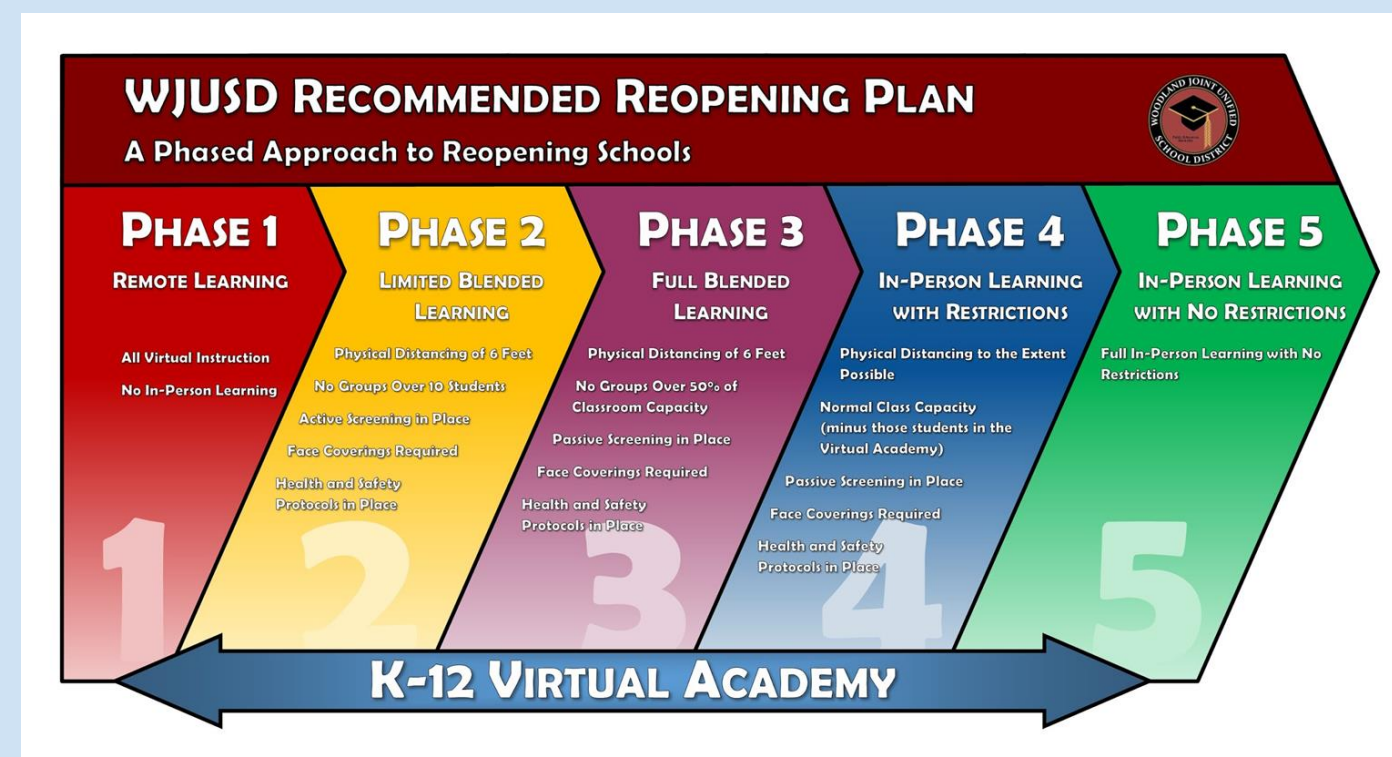 WJUSD RECOMMENDED REOPENING PLAN
A Phased Approach to Reopening Schools
WOODLAND JOINT UNIFIED
SCHOOL DISTRICT
PHASE 1
REMOTE LEARNING
All Virtual Instruction
No In-Person Learning
1
PHASE 2
LIMITED BLENDED
LEARNING
Physical Distancing of 6 Feet
No Groups Over 10 Students
Active Screening in Place
Face Coverings Required
Health and Safety
Protocols in Place
2
PHASE 3
FULL BLENDED
LEARNING
Physical Distancing of 6 Feet
No Groups Over 50% of
Classroom Capacity
Passive Screening in Place
Face Coverings Required
Health and Safety
Protocols in Place
3
PHASE 4
IN-PERSON LEARNING
WITH RESTRICTIONS
Physical Distancing to the Extent
Possible
Normal Class Capacity
(minus those students in the
Virtual Academy)
Passive Screening in Place
Face Coverings Required
Health and Safety
Protocols in Place
4
PHASE 5
IN-PERSON LEARNING
WITH NO RESTRICTIONS
Full In-Person Learning with No
Restrictions
5
K-12 VIRTUAL ACADEMY